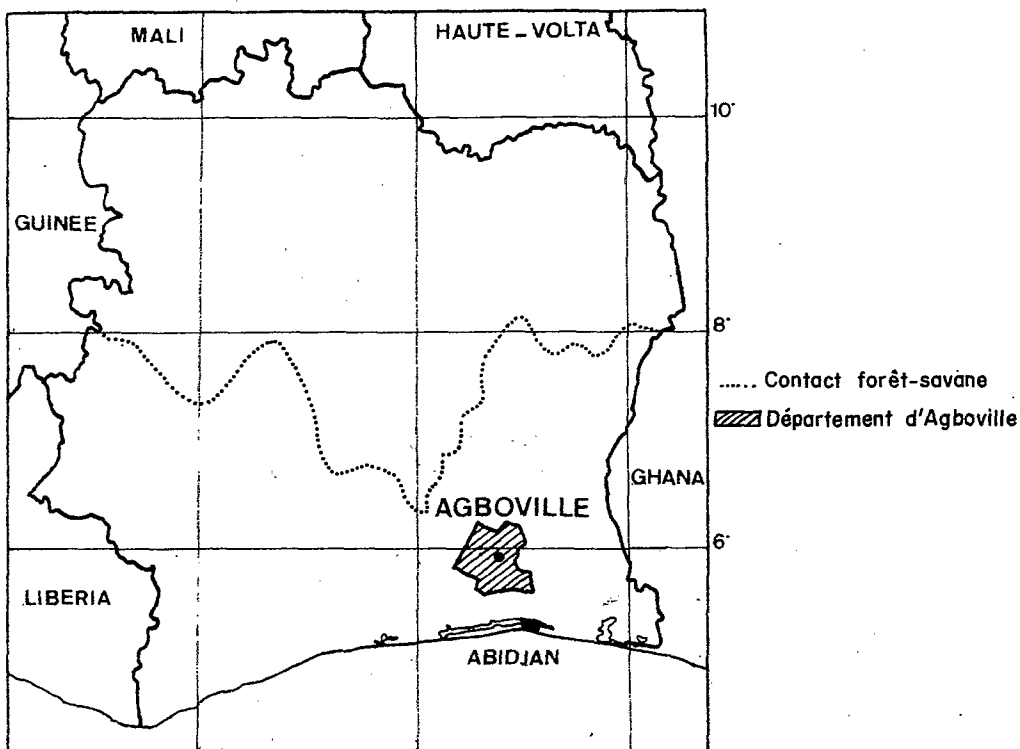 MALI
HAUTE_VOLTA
10°
GUINEE
8°
...... Contact forêt-savane
Département d'Agboville
GHANA
AGBOVILLE
6°
LIBERIA
ABIDJAN